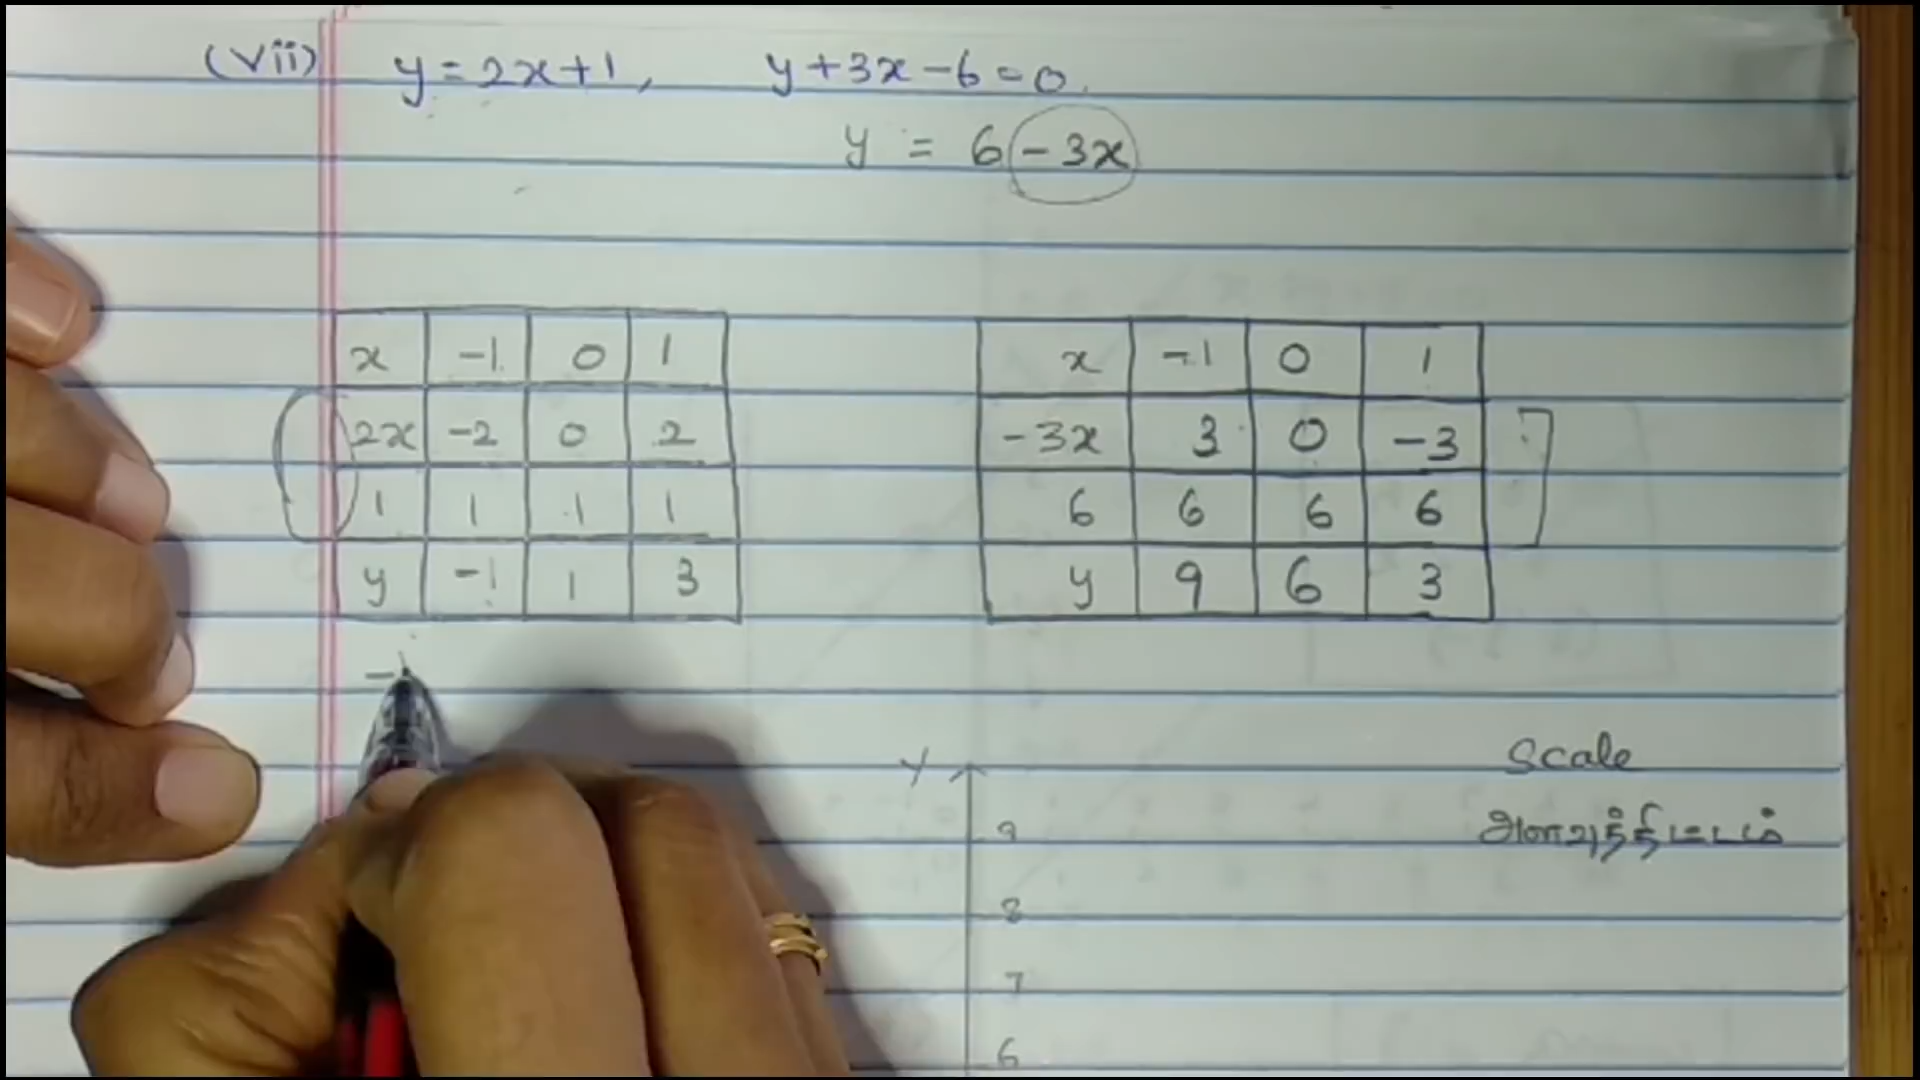 (vii) y = 2x+1, y+3x-6=0.
y = 6-3x
x -1 0 1
2x -2 0 2
1 1 1 1
y -1 1 3
x -1 0 1
-3x 3 0 -3
6 6 6 6
y 9 6 3
Y
9
8
7
6
Scale
அளவுத்திட்டம்